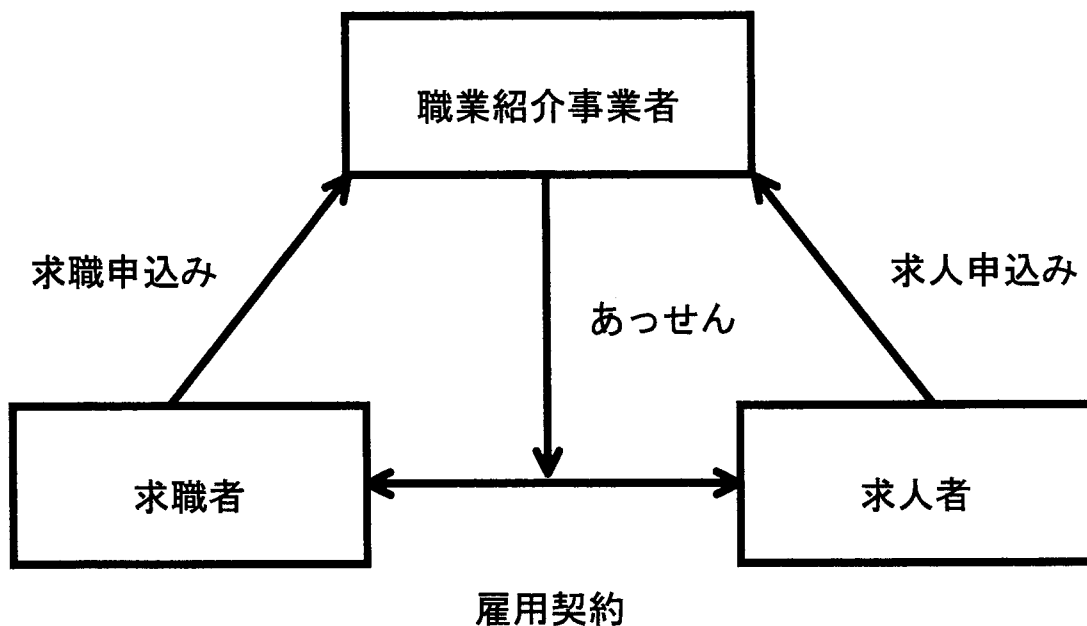 職業紹介事業者
求職申込み
求人申込み
あっせん
求職者
求人者
雇用契約